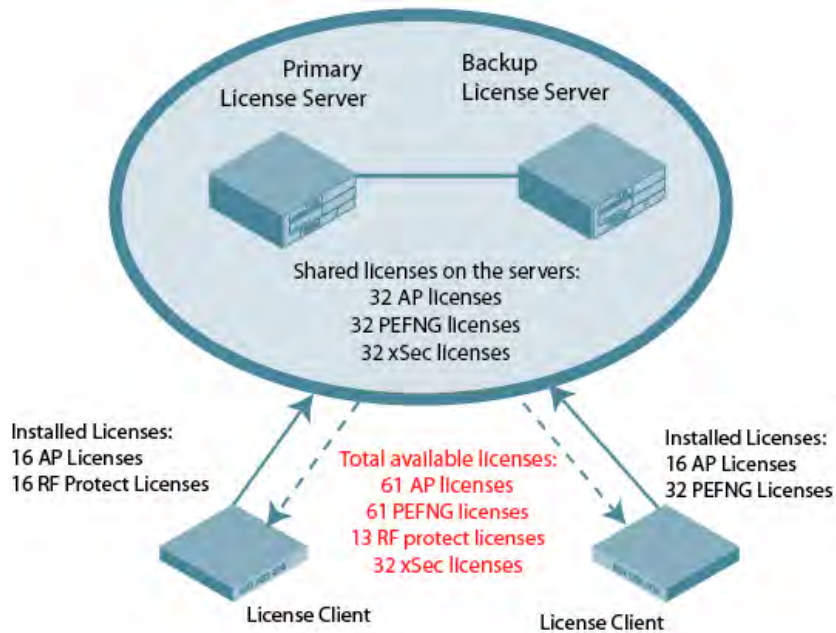 Primary
License Server
Backup
License Server
Shared licenses on the servers:
32 AP licenses
32 PEFNG licenses
32 xSec licenses
Installed Licenses:
16 AP Licenses
16 RF Protect Licenses
Total available licenses:
61 AP licenses
61 PEFNG licenses
13 RF protect licenses
32 xSec licenses
Installed Licenses:
16 AP Licenses
32 PEFNG Licenses
License Client
License Client